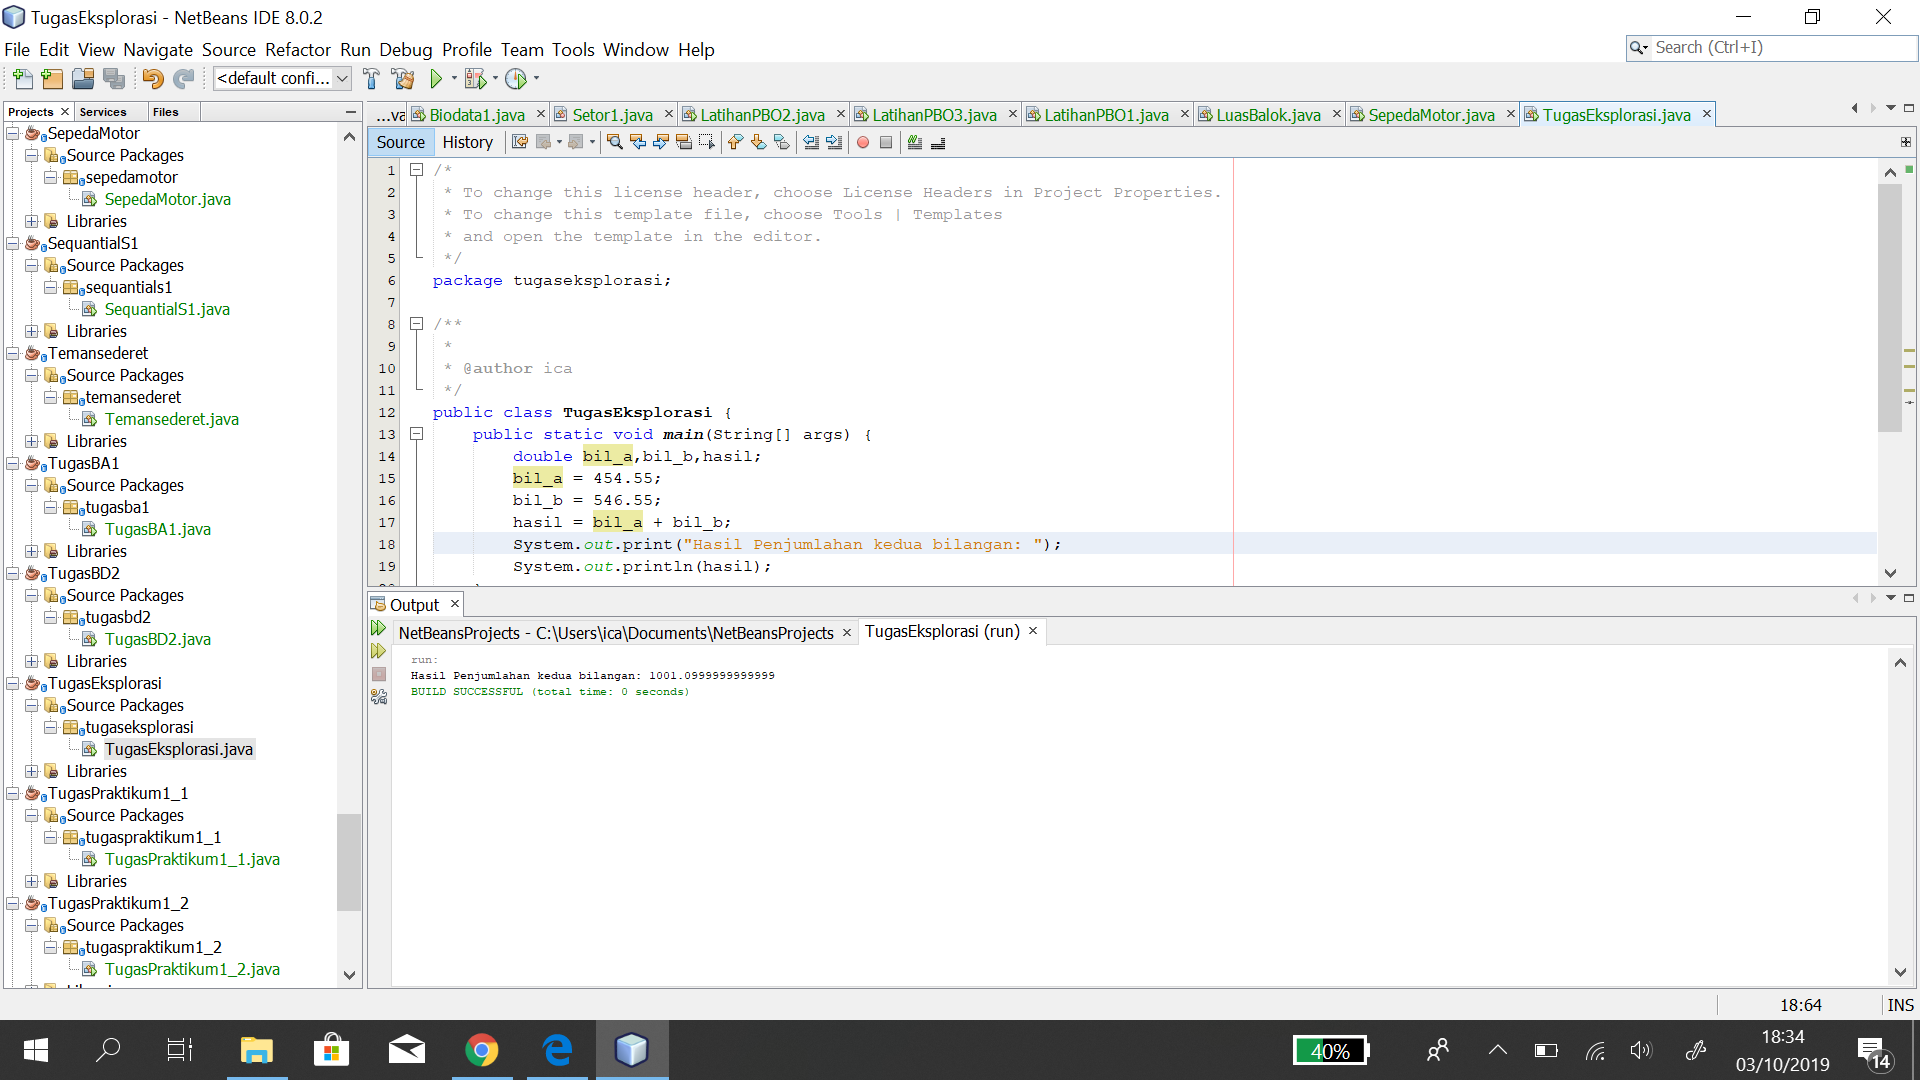 TugasEksplorasi - NetBeans IDE 8.0.2
File Edit View Navigate Source Refactor Run Debug Profile Team Tools Window Help
Search (Ctrl+I)
<default confi...
Projects Services Files
...va Biodata1.java Setor1.java LatihanPBO2.java LatihanPBO3.java LatihanPBO1.java LuasBalok.java SepedaMotor.java TugasEksplorasi.java
Source History
SepedaMotor
Source Packages
sepedamotor
SepedaMotor.java
Libraries
SequantialS1
Source Packages
sequantials1
SequantialS1.java
Libraries
Temansederet
Source Packages
temansederet
Temansederet.java
Libraries
TugasBA1
Source Packages
tugasba1
TugasBA1.java
Libraries
TugasBD2
Source Packages
tugasbd2
TugasBD2.java
Libraries
TugasEksplorasi
Source Packages
tugaseksplorasi
TugasEksplorasi.java
Libraries
TugasPraktikum1_1
Source Packages
tugaspraktikum1_1
TugasPraktikum1_1.java
Libraries
TugasPraktikum1_2
Source Packages
tugaspraktikum1_2
TugasPraktikum1_2.java
1 /*
2 * To change this license header, choose License Headers in Project Properties.
3 * To change this template file, choose Tools | Templates
4 * and open the template in the editor.
5 */
6 package tugaseksplorasi;
7
8 /**
9 *
10 * @author ica
11 */
12 public class TugasEksplorasi {
13 public static void main(String[] args) {
14 double bil_a,bil_b,hasil;
15 bil_a = 454.55;
16 bil_b = 546.55;
17 hasil = bil_a + bil_b;
18 System.out.print("Hasil Penjumlahan kedua bilangan: ");
19 System.out.println(hasil);
Output
NetBeansProjects - C:\Users\ica\Documents\NetBeansProjects TugasEksplorasi (run)
run:
Hasil Penjumlahan kedua bilangan: 1001.0999999999999
BUILD SUCCESSFUL (total time: 0 seconds)
18:64 INS
40%
18:34
03/10/2019
14